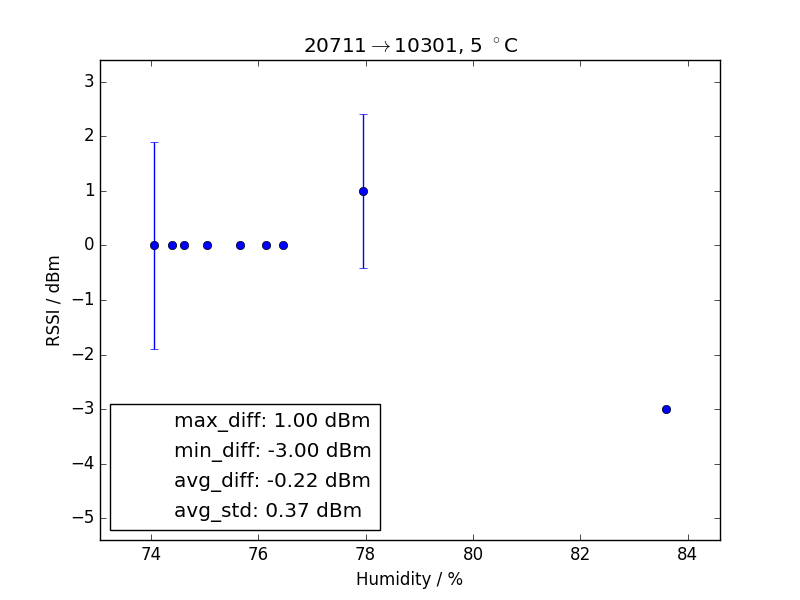 20711→10301, 5 °C
3
2
1
0
−1
−2
−3
−4
−5
RSSI / dBm
max_diff: 1.00 dBm
min_diff: -3.00 dBm
avg_diff: -0.22 dBm
avg_std: 0.37 dBm
74 76 78 80 82 84
Humidity / %